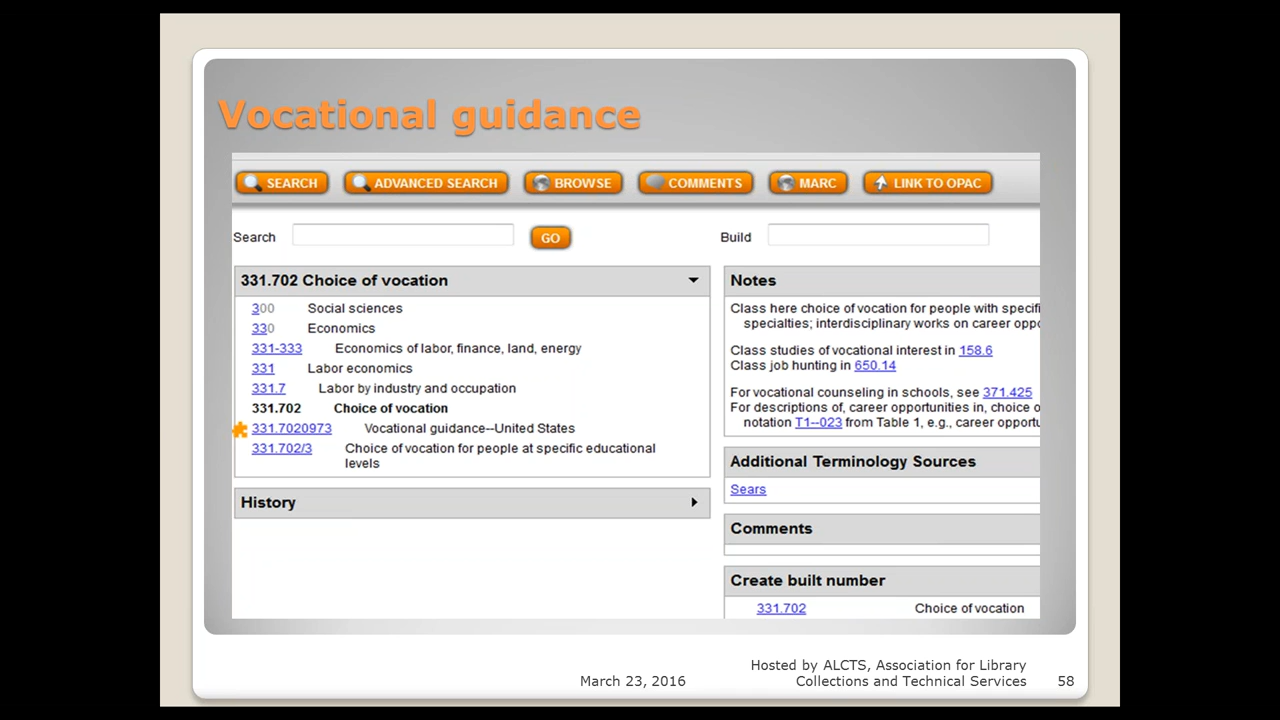 Vocational guidance
SEARCH ADVANCED SEARCH BROWSE COMMENTS MARC LINK TO OPAC
Search GO Build
331.702 Choice of vocation
300 Social sciences
330 Economics
331-333 Economics of labor, finance, land, energy
331 Labor economics
331.7 Labor by industry and occupation
331.702 Choice of vocation
331.7020973 Vocational guidance--United States
331.702/3 Choice of vocation for people at specific educational
levels
History
Notes
Class here choice of vocation for people with specif
specialties; interdisciplinary works on career oppo
Class studies of vocational interest in 158.6
Class job hunting in 650.14
For vocational counseling in schools, see 371.425
For descriptions of, career opportunities in, choice o
notation T1--023 from Table 1, e.g., career opportu
Additional Terminology Sources
Sears
Comments
Create built number
331.702 Choice of vocation
March 23, 2016
Hosted by ALCTS, Association for Library
Collections and Technical Services
58